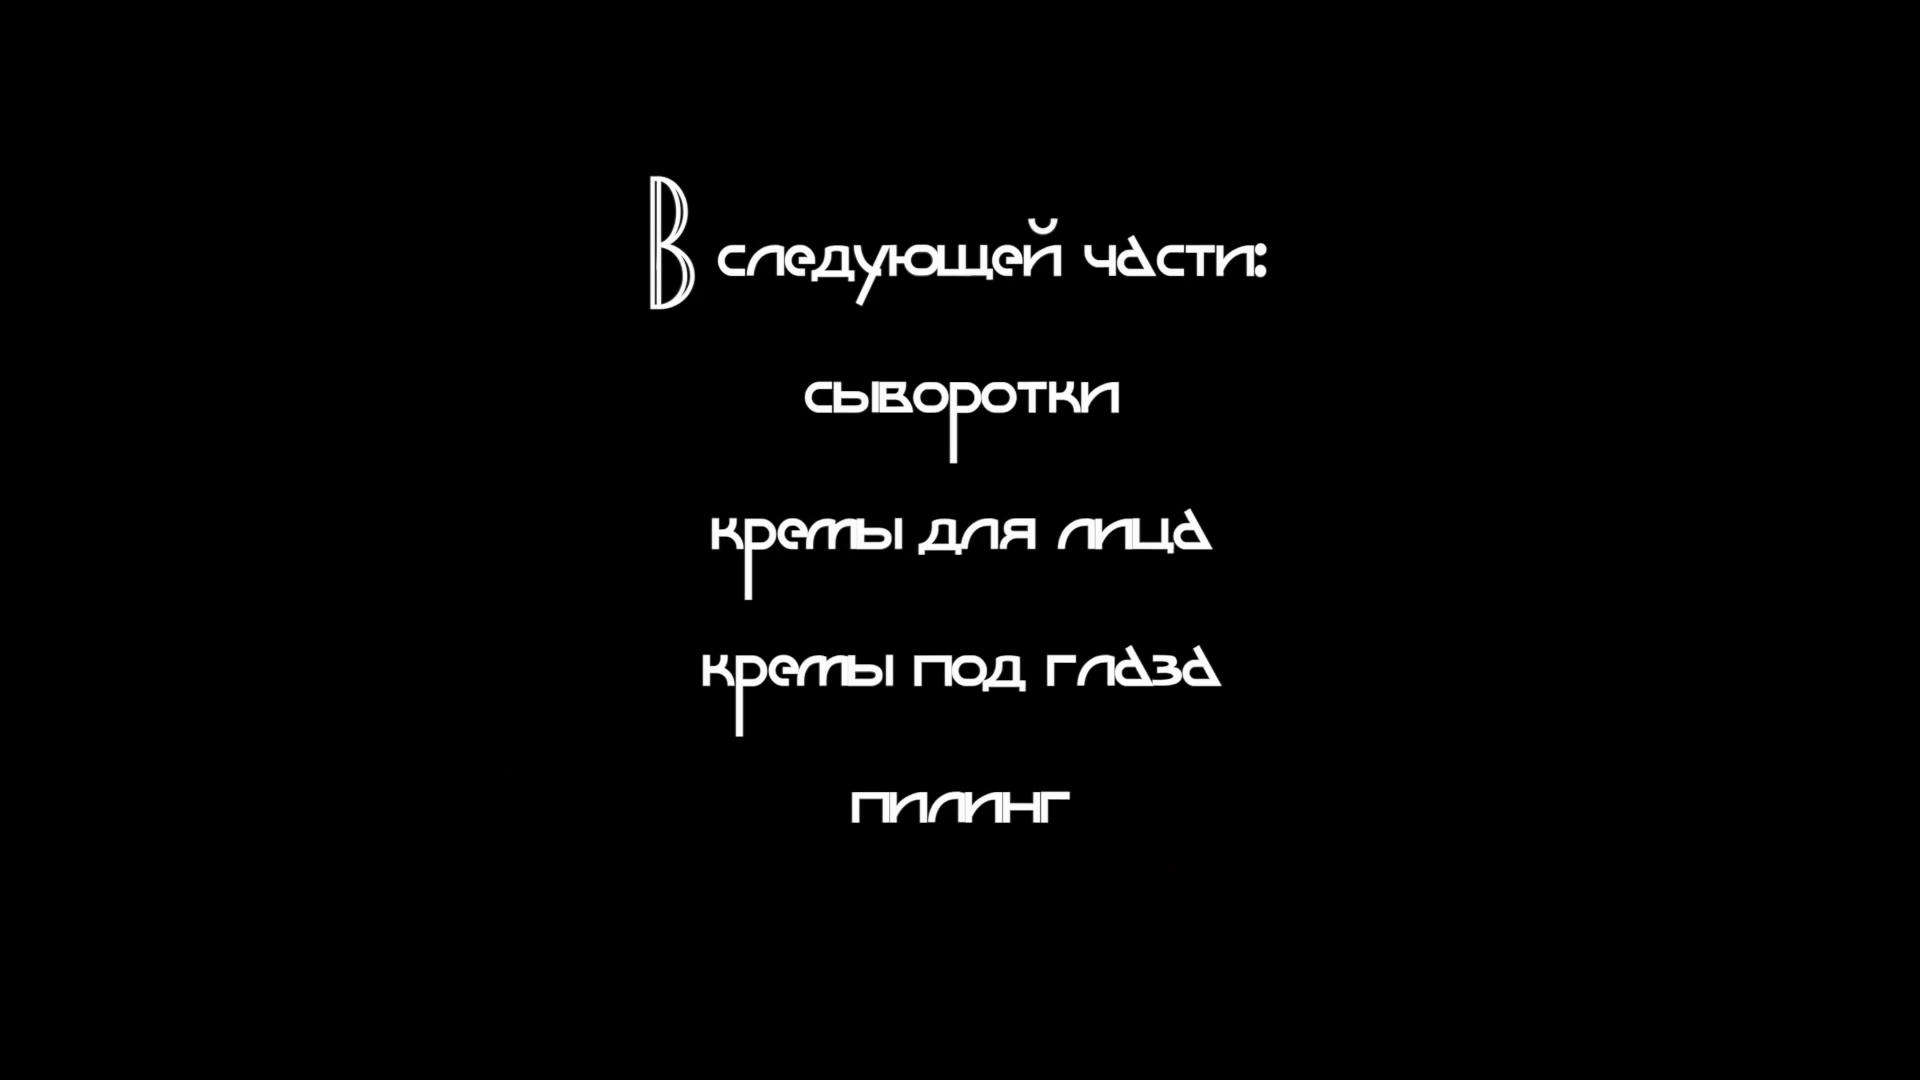 В следующей части:
сыворотки
кремы для лица
кремы под глаза
пилинг